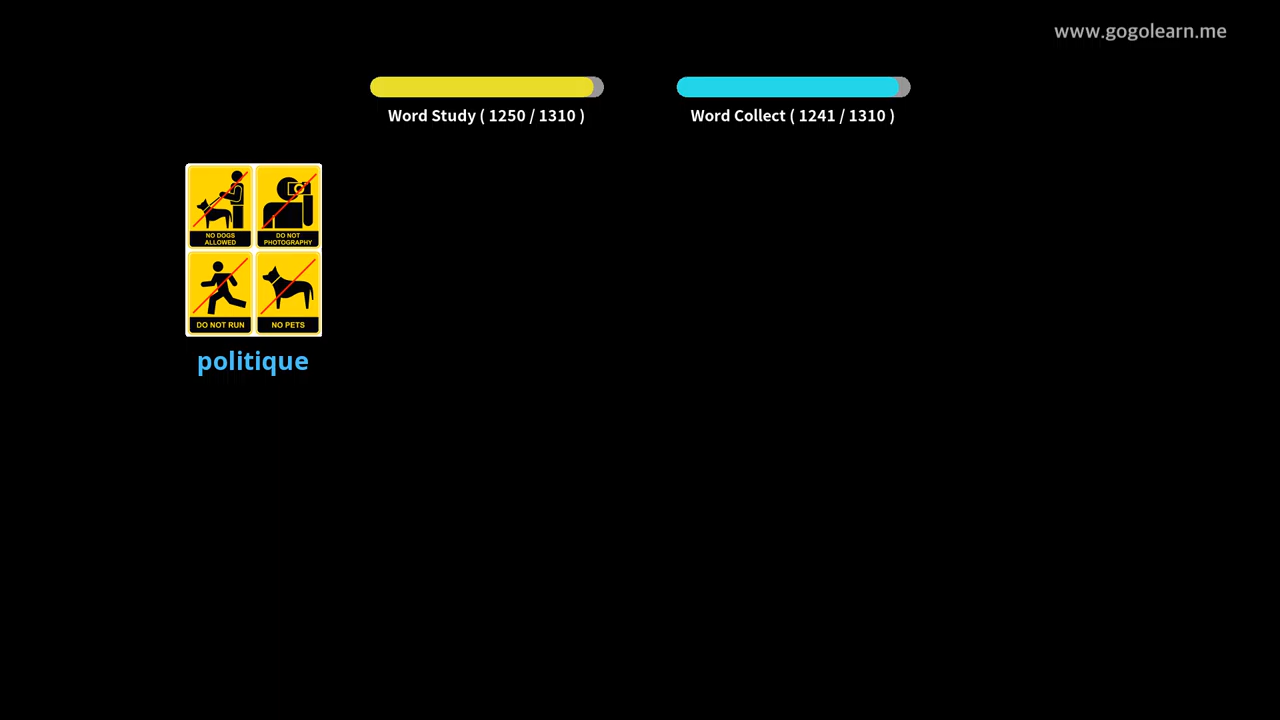 www.gogolearn.me
Word Study ( 1250 / 1310 )
Word Collect ( 1241 / 1310 )
NO DOGS
ALLOWED
DO NOT
PHOTOGRAPHY
DO NOT RUN
NO PETS
politique